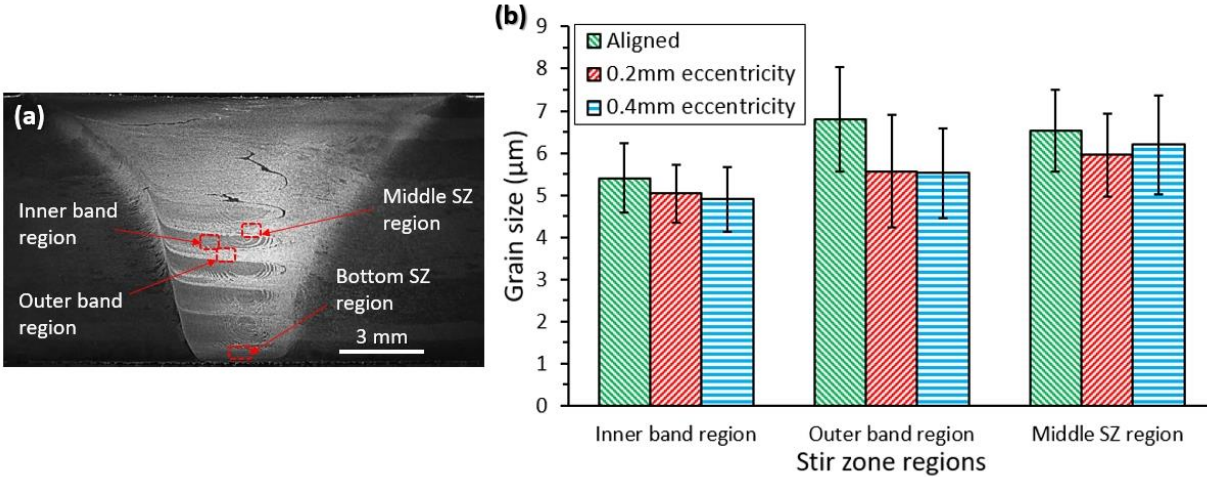 (a)
Inner band
region
Outer band
region
Middle SZ
region
Bottom SZ
region
3 mm
(b)
Grain size (µm)
9
8
7
6
5
4
3
2
1
0
Aligned
0.2mm eccentricity
0.4mm eccentricity
Inner band region
Outer band region
Middle SZ region
Stir zone regions